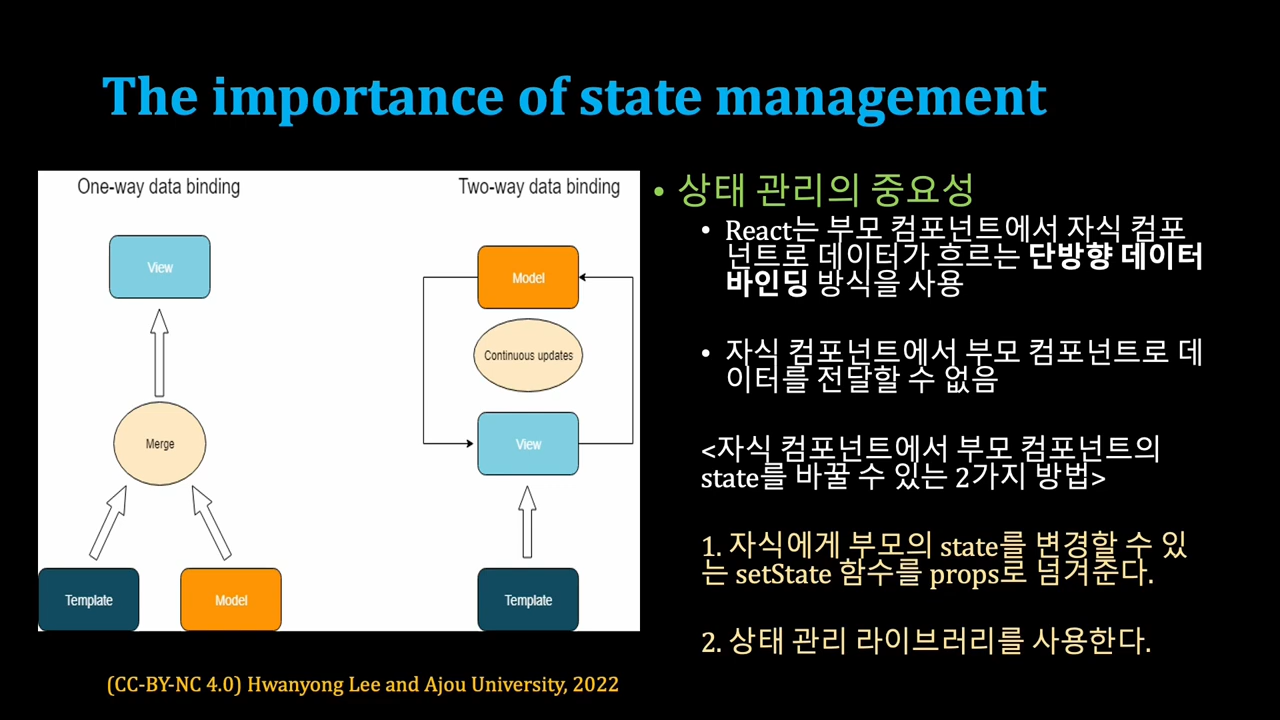 The importance of state management
One-way data binding
Two-way data binding
View
Merge
Template
Model
Model
Continuous updates
View
Template
• 상태 관리의 중요성
• React는 부모 컴포넌트에서 자식 컴포
넌트로 데이터가 흐르는 단방향 데이터
바인딩 방식을 사용
• 자식 컴포넌트에서 부모 컴포넌트로 데
이터를 전달할 수 없음
<자식 컴포넌트에서 부모 컴포넌트의
state를 바꿀 수 있는 2가지 방법>
1. 자식에게 부모의 state를 변경할 수 있
는 setState 함수를 props로 넘겨준다.
2. 상태 관리 라이브러리를 사용한다.
(CC-BY-NC 4.0) Hwanyong Lee and Ajou University, 2022